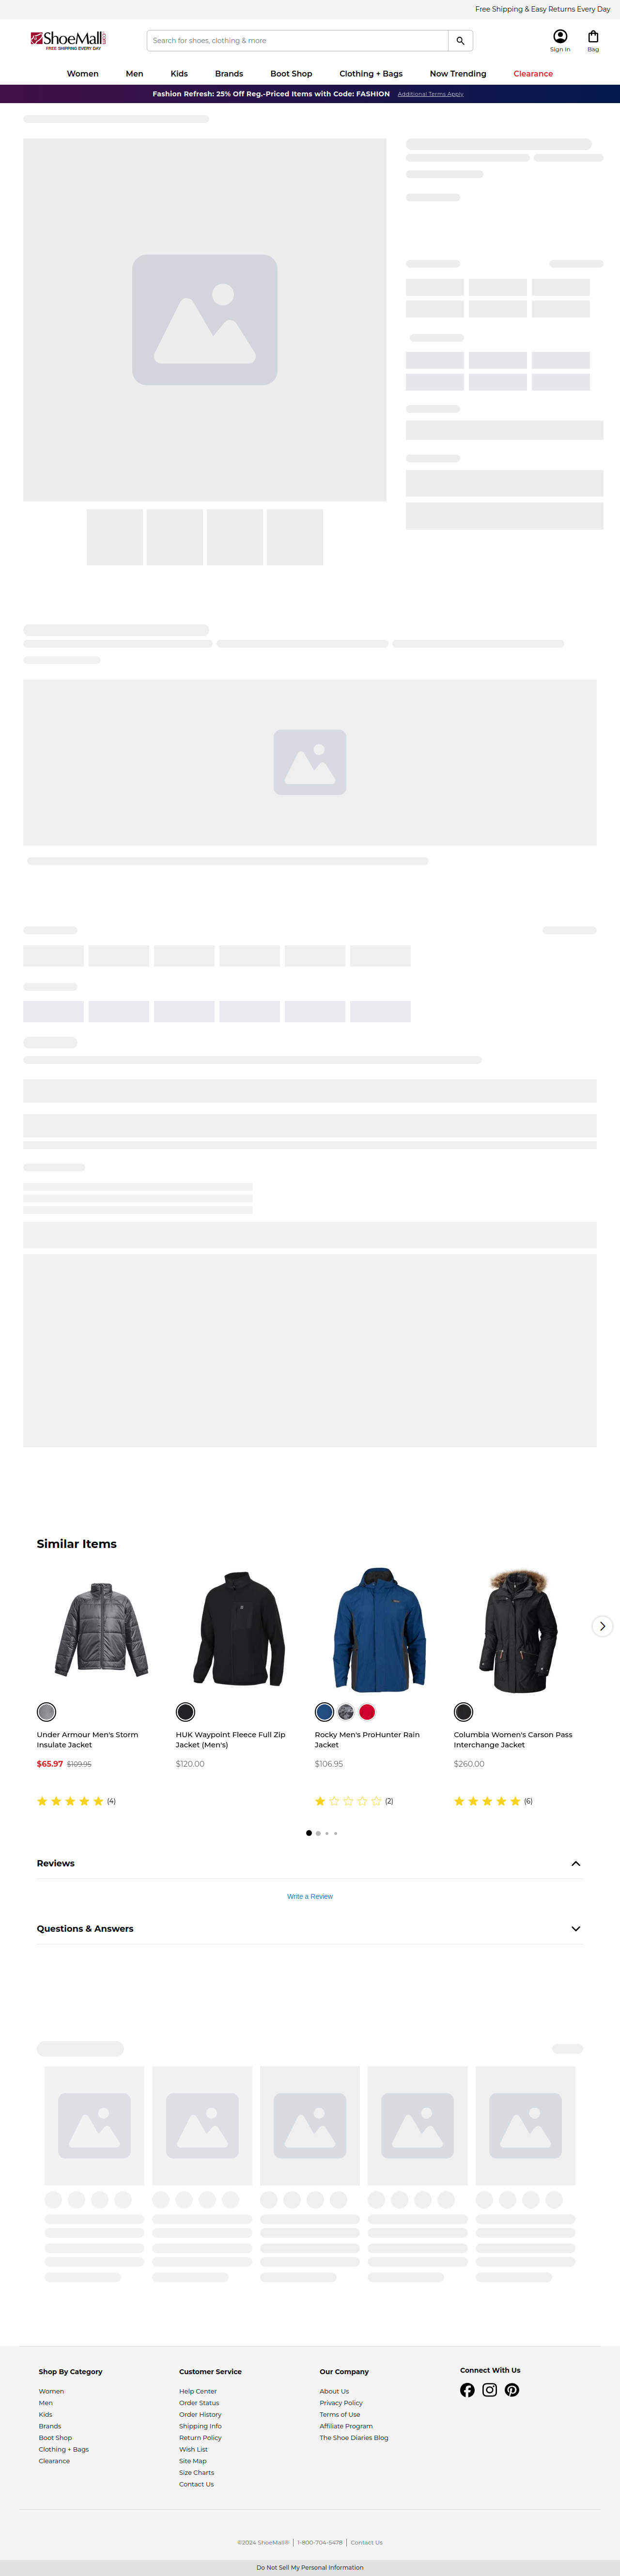 Free Shipping & Easy Returns Every Day
ShoeMall
FREE SHIPPING EVERY DAY
Search for shoes, clothing & more
Sign In
Bag
Women Men Kids Brands Boot Shop Clothing + Bags Now Trending Clearance
Fashion Refresh: 25% Off Reg.-Priced Items with Code: FASHION Additional Terms Apply
Similar Items
Under Armour Men's Storm
Insulate Jacket
$65.97 $109.95
(4)
HUK Waypoint Fleece Full Zip
Jacket (Men's)
$120.00
Rocky Men's ProHunter Rain
Jacket
$106.95
(2)
Columbia Women's Carson Pass
Interchange Jacket
$260.00
(6)
Reviews
Write a Review
Questions & Answers
Shop By Category
Women
Men
Kids
Brands
Boot Shop
Clothing + Bags
Clearance
Customer Service
Help Center
Order Status
Order History
Shipping Info
Return Policy
Wish List
Site Map
Size Charts
Contact Us
Our Company
About Us
Privacy Policy
Terms of Use
Affiliate Program
The Shoe Diaries Blog
Connect With Us
©2024 ShoeMall® 1-800-704-5478 Contact Us
Do Not Sell My Personal Information